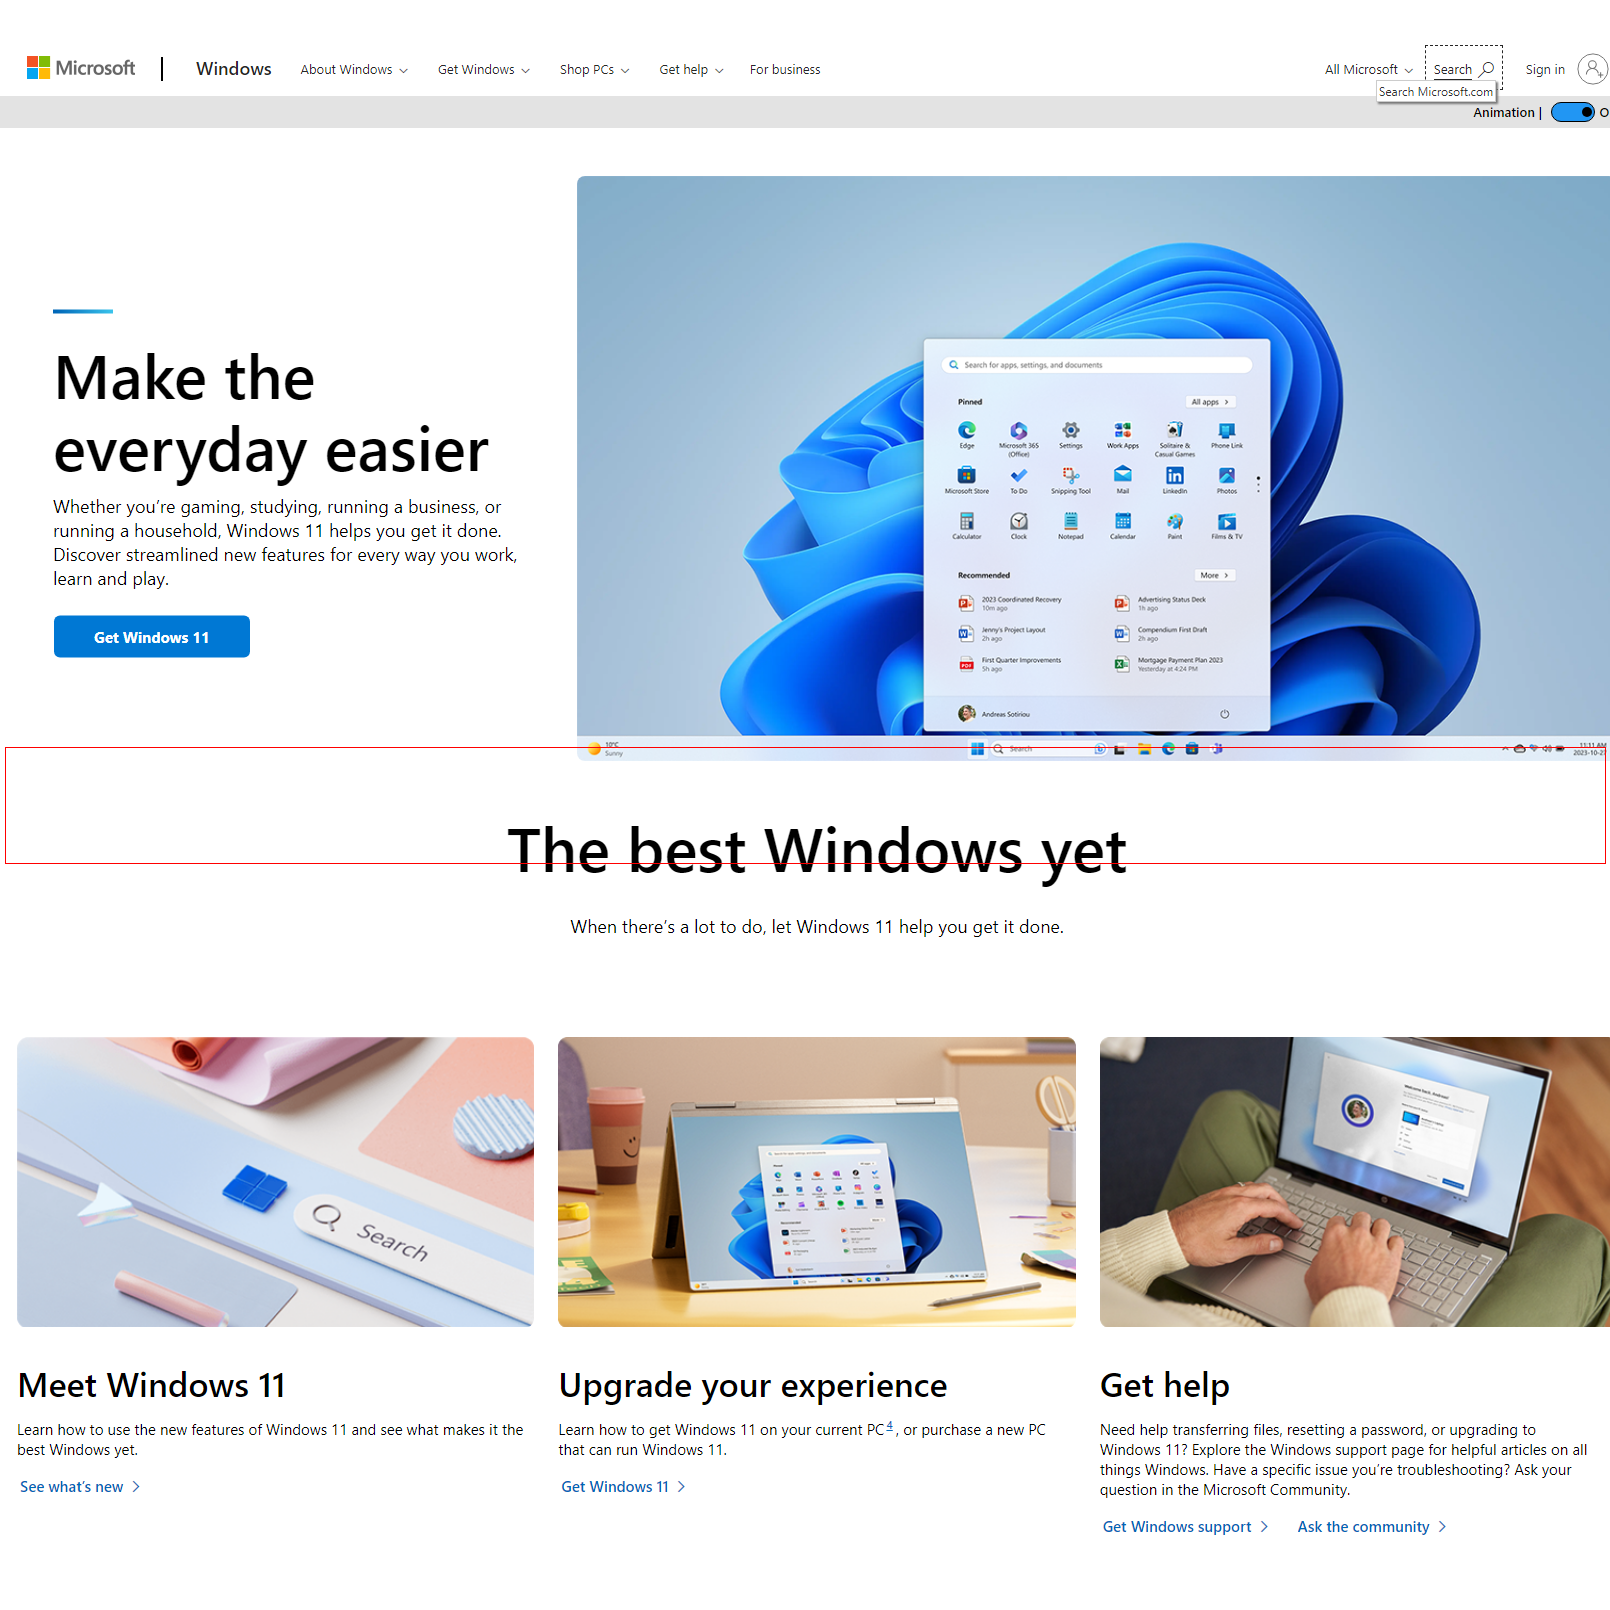 Microsoft
Windows
About Windows
Get Windows
Shop PCs
Get help
For business
All Microsoft
Search
Sign in
Search Microsoft.com
Animation |
Make the
everyday easier
Whether you’re gaming, studying, running a business, or
running a household, Windows 11 helps you get it done.
Discover streamlined new features for every way you work,
learn and play.
Get Windows 11
Search for apps, settings, and documents
Pinned
All apps
Edge
Microsoft 365
(Office)
Settings
Work Apps
Solitaire &
Casual Games
Phone Link
Microsoft Store
To Do
Snipping Tool
Mail
LinkedIn
Photos
Calculator
Clock
Notepad
Calendar
Paint
Films & TV
Recommended
More
2023 Coordinated Recovery
10m ago
Advertising Status Deck
1h ago
Jenny's Project Layout
2h ago
Compendium First Draft
2h ago
First Quarter Improvements
5h ago
Mortgage Payment Plan 2023
Yesterday at 4:24 PM
Andreas Sotiriou
10°C
Sunny
Search
11:11 AM
2023-10-27
The best Windows yet
When there’s a lot to do, let Windows 11 help you get it done.
Search
Welcome back, Andreas!
Meet Windows 11
Learn how to use the new features of Windows 11 and see what makes it the
best Windows yet.
See what’s new
Upgrade your experience
Learn how to get Windows 11 on your current PC4, or purchase a new PC
that can run Windows 11.
Get Windows 11
Get help
Need help transferring files, resetting a password, or upgrading to
Windows 11? Explore the Windows support page for helpful articles on all
things Windows. Have a specific issue you’re troubleshooting? Ask your
question in the Microsoft Community.
Get Windows support
Ask the community